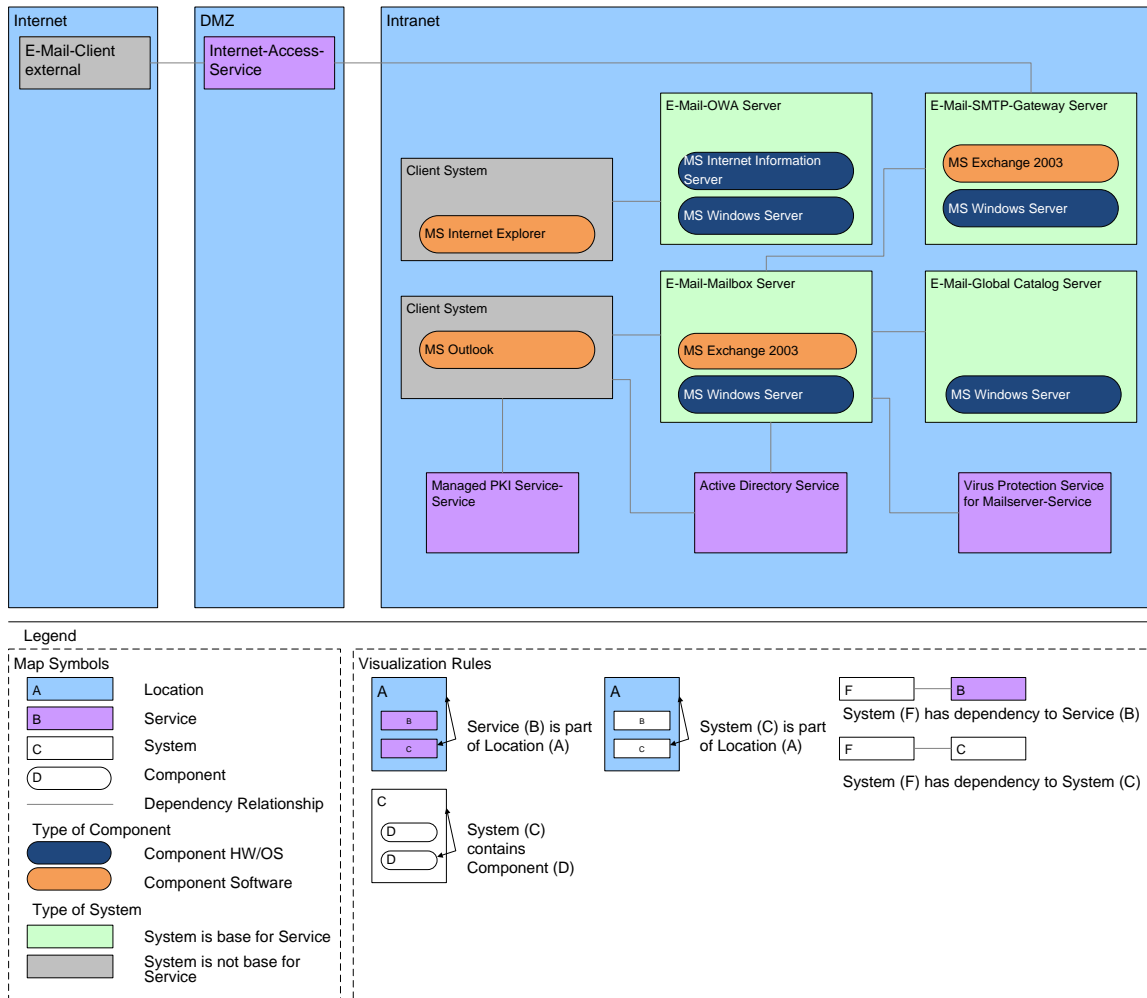 Internet
DMZ
Intranet
E-Mail-Client
external
Internet-Access-
Service
E-Mail-OWA Server
MS Internet Information
Server
MS Windows Server
E-Mail-SMTP-Gateway Server
MS Exchange 2003
MS Windows Server
Client System
MS Internet Explorer
Client System
MS Outlook
E-Mail-Mailbox Server
MS Exchange 2003
MS Windows Server
E-Mail-Global Catalog Server
MS Windows Server
Managed PKI Service-
Service
Active Directory Service
Virus Protection Service
for Mailserver-Service
Legend
Map Symbols
A
Location
B
Service
C
System
D
Component
Dependency Relationship
Type of Component
Component HW/OS
Component Software
Type of System
System is base for Service
System is not base for
Service
Visualization Rules
A
B
C
Service (B) is part
of Location (A)
A
B
C
System (C) is part
of Location (A)
F
B
System (F) has dependency to Service (B)
F
C
System (F) has dependency to System (C)
C
D
D
System (C)
contains
Component (D)